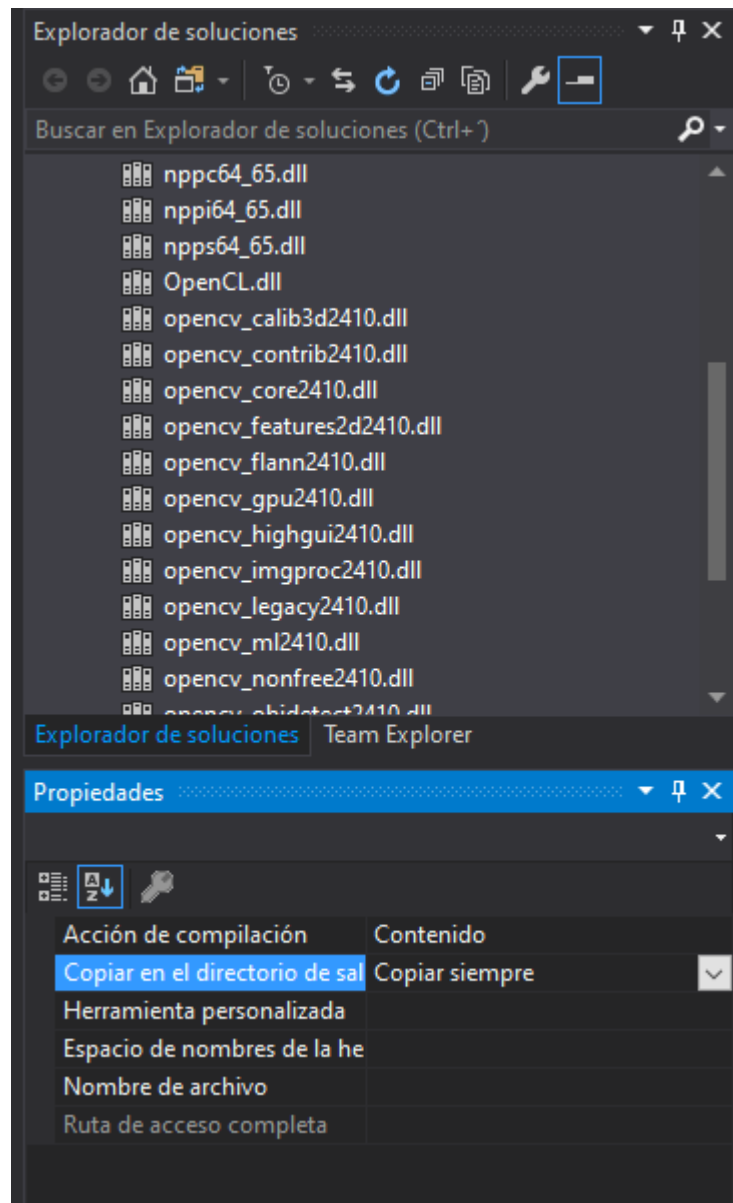 Explorador de soluciones
Buscar en Explorador de soluciones (Ctrl+´)
nppc64_65.dll
nppi64_65.dll
npps64_65.dll
OpenCL.dll
opencv_calib3d2410.dll
opencv_contrib2410.dll
opencv_core2410.dll
opencv_features2d2410.dll
opencv_flann2410.dll
opencv_gpu2410.dll
opencv_highgui2410.dll
opencv_imgproc2410.dll
opencv_legacy2410.dll
opencv_ml2410.dll
opencv_nonfree2410.dll
opencv_objdetect2410.dll
Explorador de soluciones Team Explorer
Propiedades
Acción de compilación Contenido
Copiar en el directorio de sal Copiar siempre
Herramienta personalizada
Espacio de nombres de la he
Nombre de archivo
Ruta de acceso completa